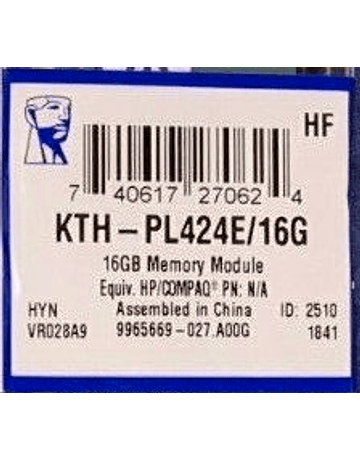 HF
7 40617 27062 4
KTH-PL424E/16G
16GB Memory Module
Equiv. HP/COMPAQ® PN: N/A
HYN Assembled in China ID: 2510
VR028A9 9965669-027.A00G 1841